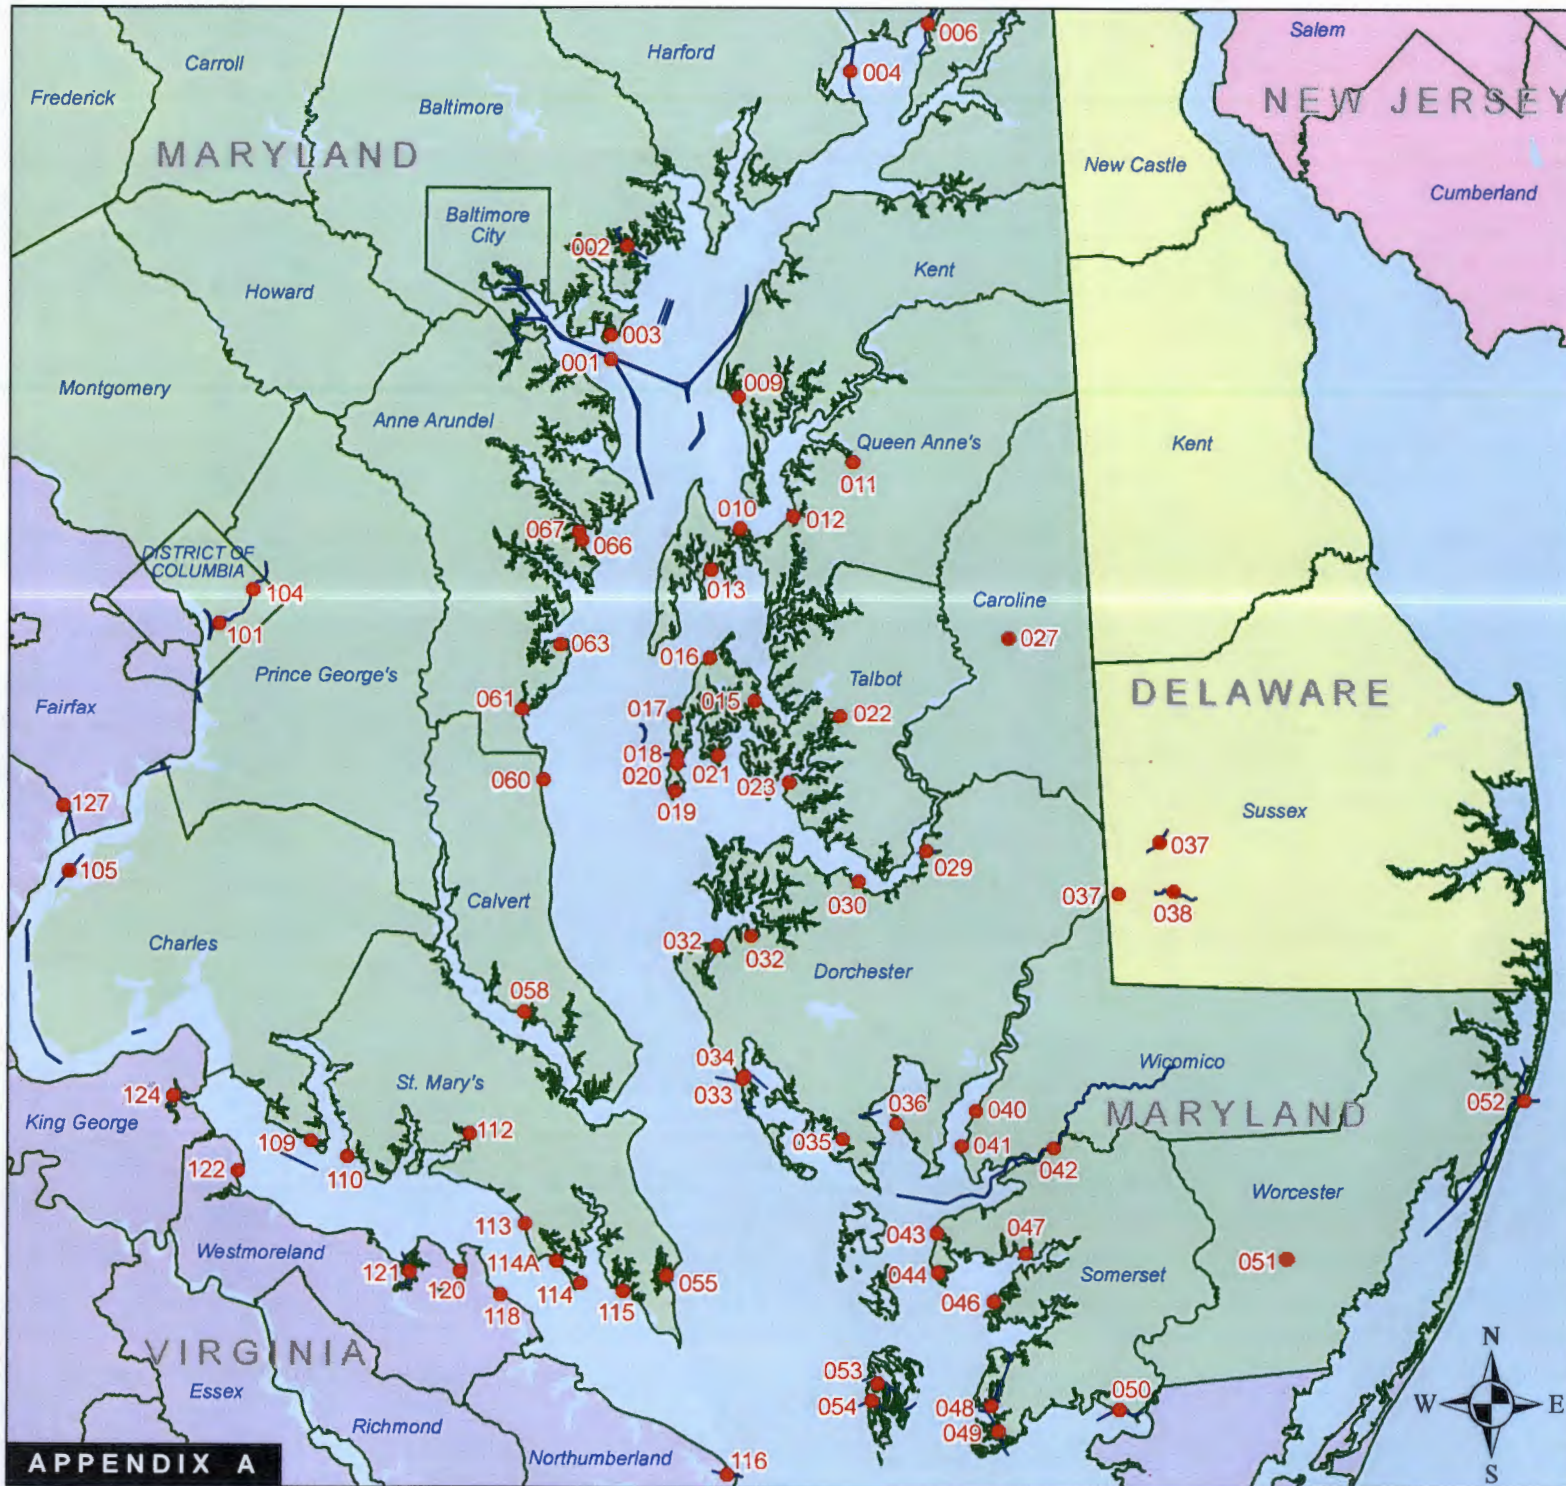 006
Salem
Harford
Carroll
004
Frederick
NEW JERSEY
Baltimore
MARYLAND
New Castle
Cumberland
Baltimore
City
002
Kent
Howard
003
001
009
Montgomery
Anne Arundel
Queen Anne's
Kent
011
010
012
067
066
DISTRICT OF
COLUMBIA
013
104
Caroline
101
027
063
016
Prince George's
Talbot
DELAWARE
061
015
Fairfax
017
022
018
020
021
060
023
127
019
Sussex
037
029
105
030
037
038
Calvert
032
032
Charles
Dorchester
058
034
Wicomico
St. Mary's
033
124
036
040
052
King George
MARYLAND
109
112
035
041
110
042
122
Worcester
113
043
047
Westmoreland
114A
051
121
044
Somerset
120
114
055
046
118
115
VIRGINIA
N
053
Essex
050
054
048
W
E
Richmond
049
Northumberland
APPENDIX A
116
S